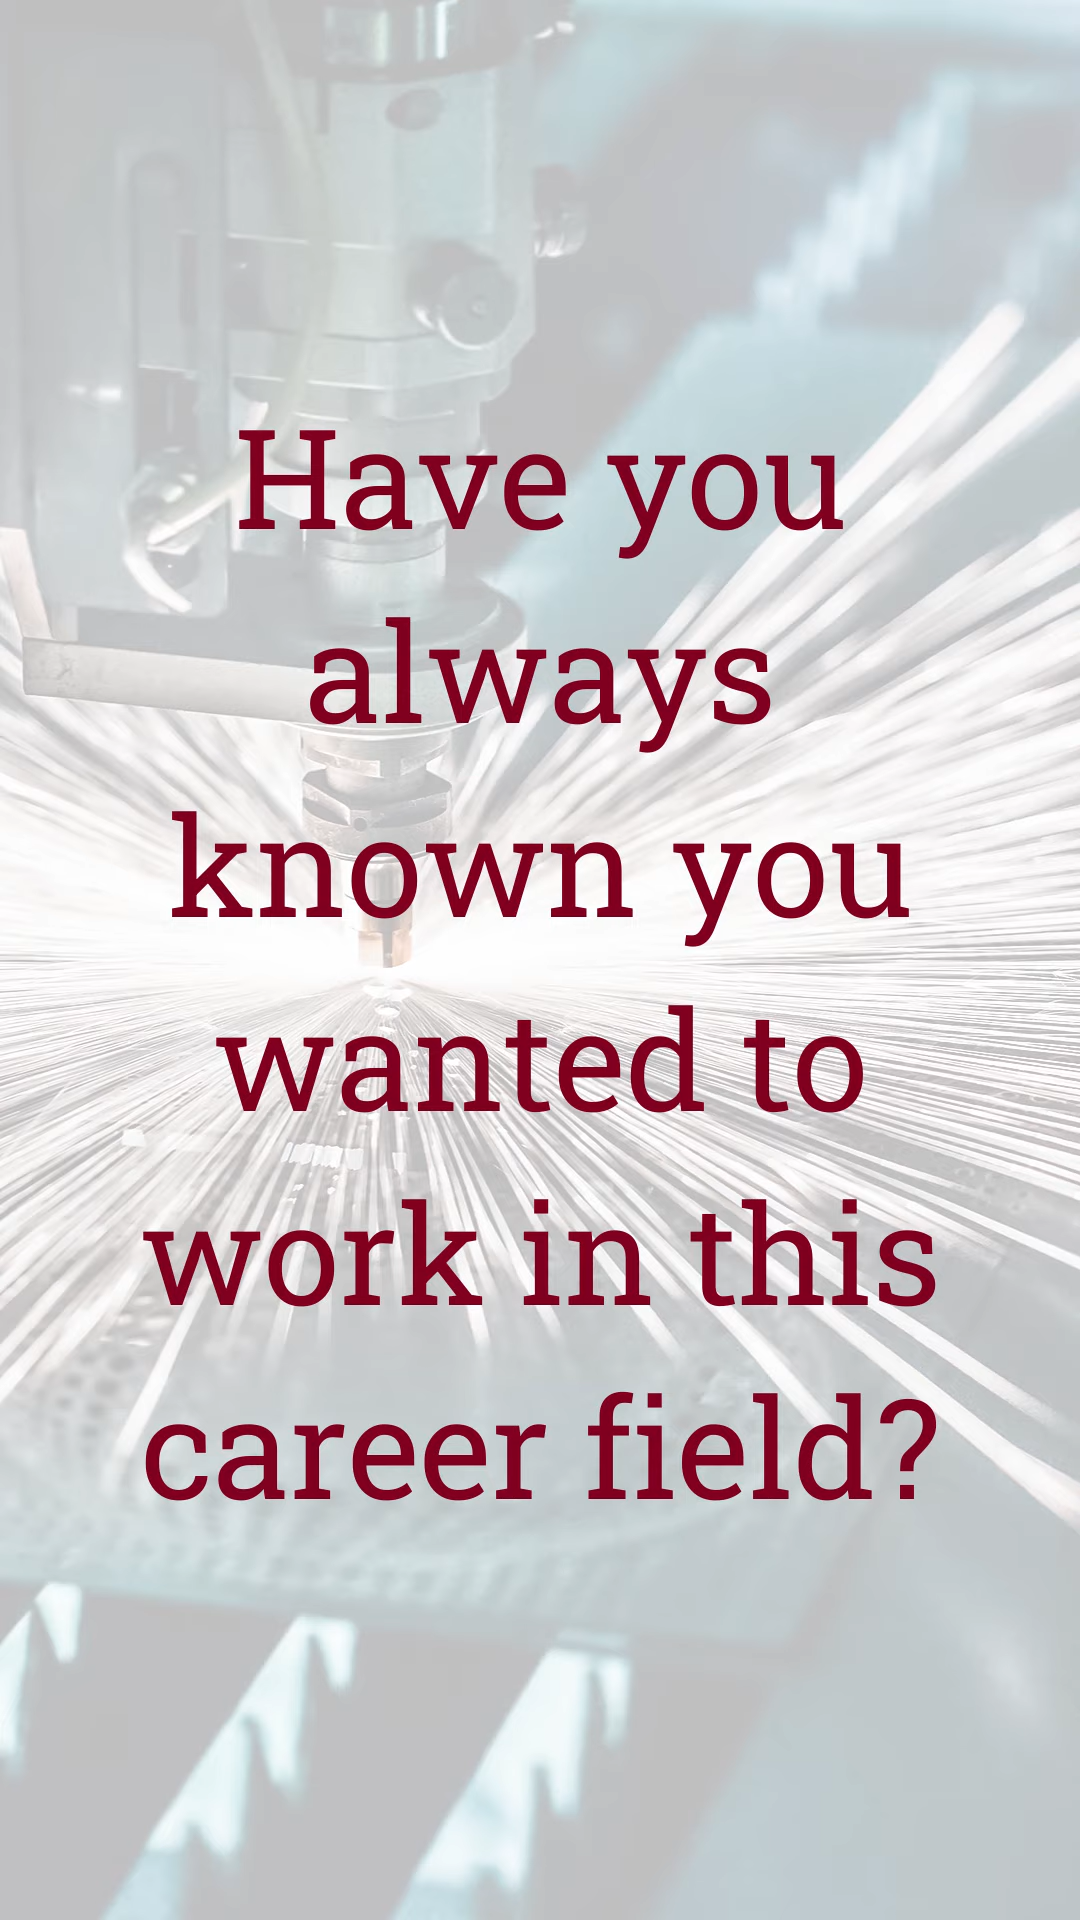 Have you
always
known you
wanted to
work in this
career field?